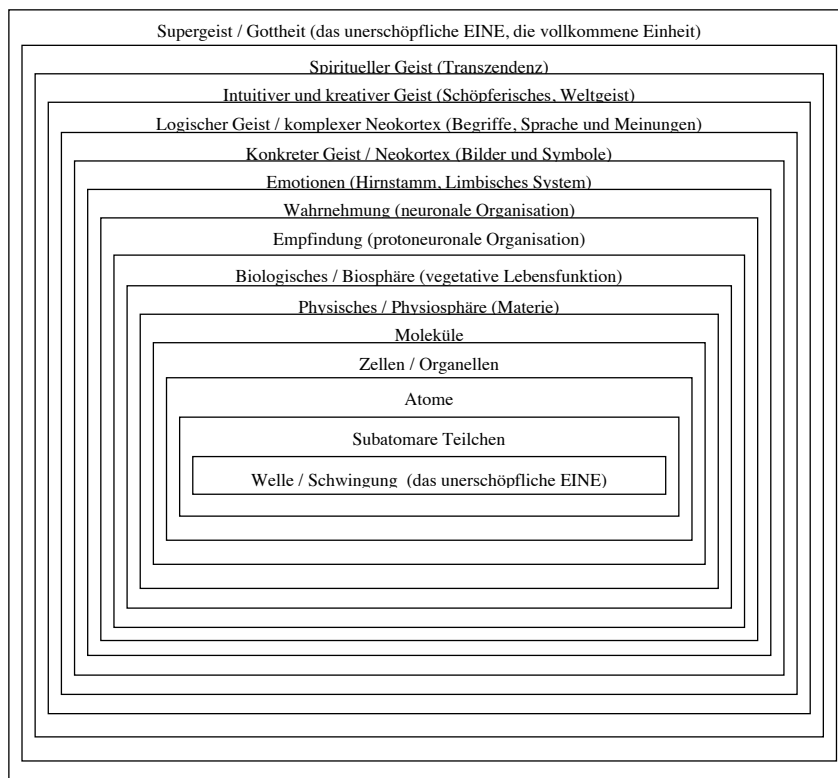 Supergeist / Gottheit (das unerschöpfliche EINE, die vollkommene Einheit)
Spiritueller Geist (Transzendenz)
Intuitiver und kreativer Geist (Schöpferisches, Weltgeist)
Logischer Geist / komplexer Neokortex (Begriffe, Sprache und Meinungen)
Konkreter Geist / Neokortex (Bilder und Symbole)
Emotionen (Hirnstamm, Limbisches System)
Wahrnehmung (neuronale Organisation)
Empfindung (protoneuronale Organisation)
Biologisches / Biosphäre (vegetative Lebensfunktion)
Physisches / Physiosphäre (Materie)
Moleküle
Zellen / Organellen
Atome
Subatomare Teilchen
Welle / Schwingung  (das unerschöpfliche EINE)